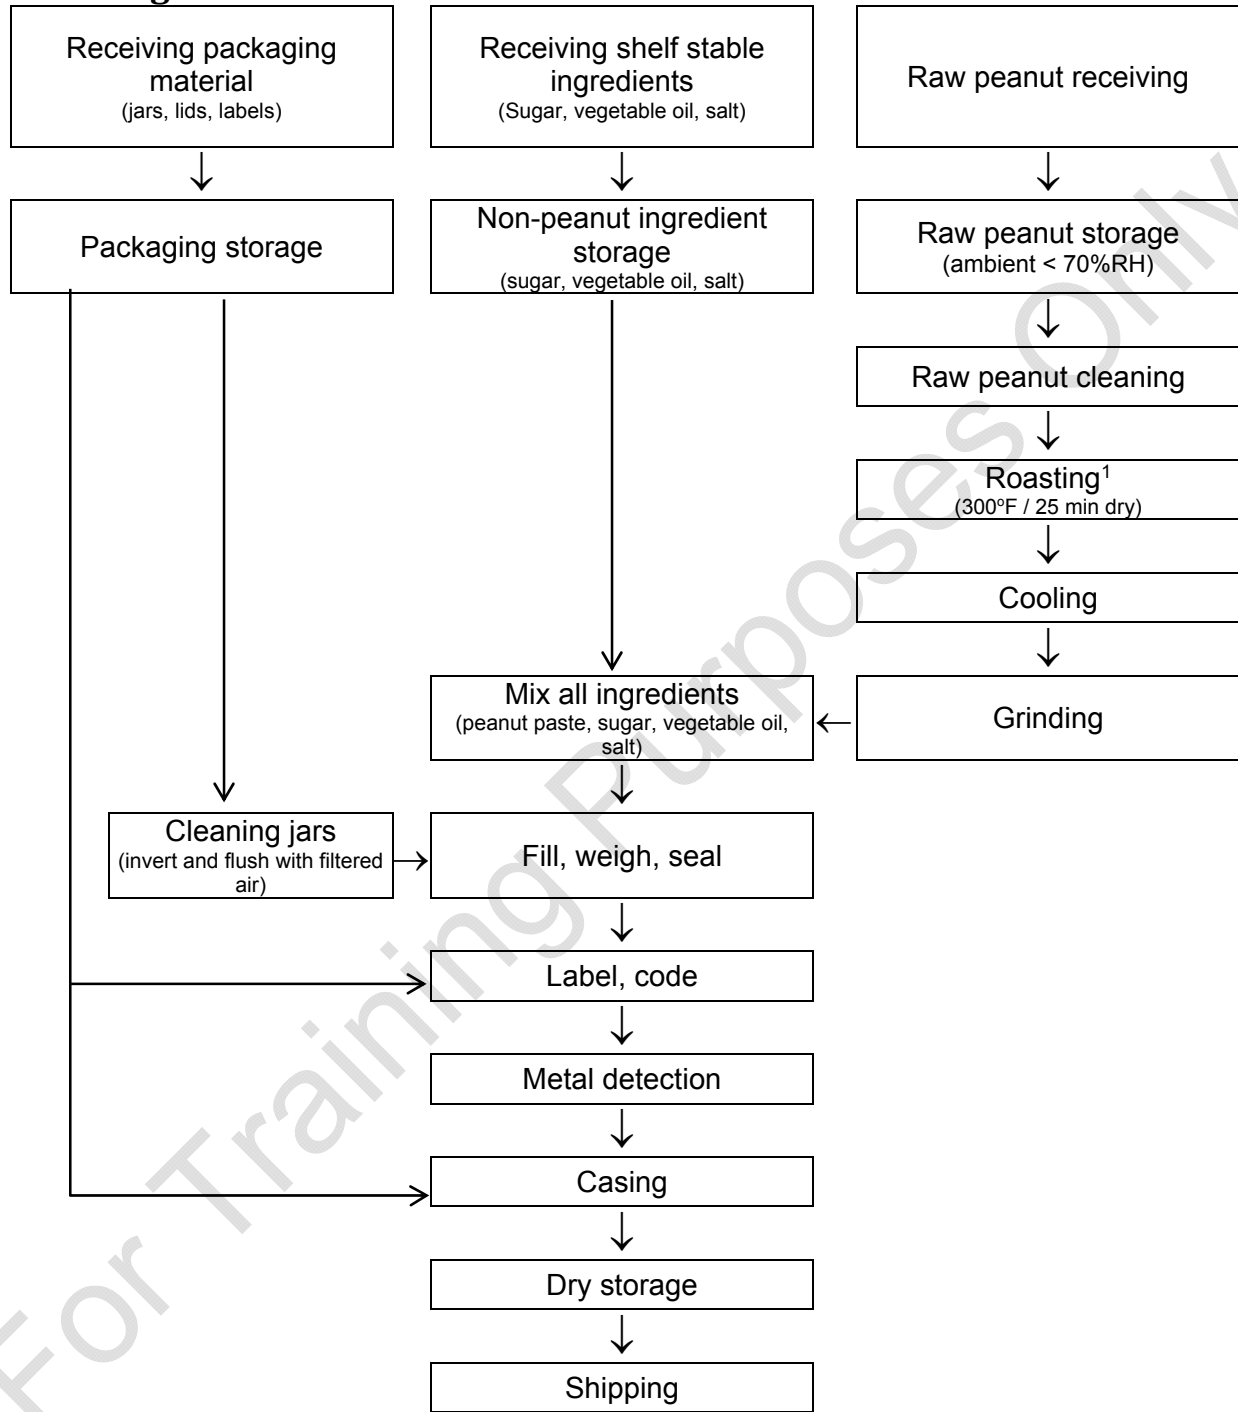 Receiving packaging
material
(jars, lids, labels)
Receiving shelf stable
ingredients
(Sugar, vegetable oil, salt)
Raw peanut receiving
Packaging storage
Non-peanut ingredient
storage
(sugar, vegetable oil, salt)
Raw peanut storage
(ambient < 70%RH)
Raw peanut cleaning
Roasting¹
(300°F / 25 min dry)
Cooling
Mix all ingredients
(peanut paste, sugar, vegetable oil,
salt)
Grinding
Cleaning jars
(invert and flush with filtered
air)
Fill, weigh, seal
Label, code
Metal detection
Casing
Dry storage
Shipping
For Training Purposes Only